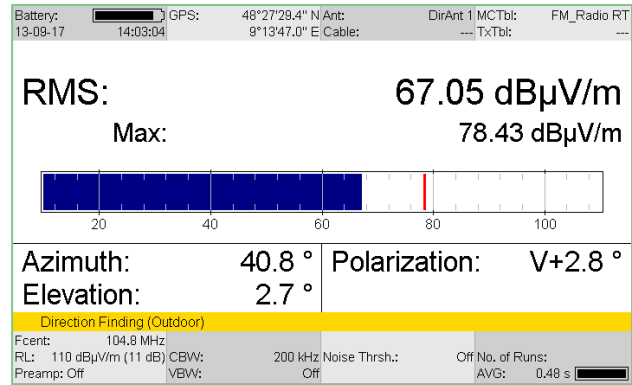 Battery: GPS: 48°27'29.4" N Ant: DirAnt 1 MCTbl: FM_Radio RT
13-09-17 14:03:04 9°13'47.0" E Cable: --- TxTbl: ---
RMS: 67.05 dBµV/m
Max: 78.43 dBµV/m
20 40 60 80 100
Azimuth: 40.8 ° Polarization: V+2.8 °
Elevation: 2.7 °
Direction Finding (Outdoor)
Fcent: 104.8 MHz
RL: 110 dBµV/m (11 dB) CBW: 200 kHz Noise Thrsh.: Off No. of Runs:
Preamp: Off VBW: Off AVG: 0.48 s